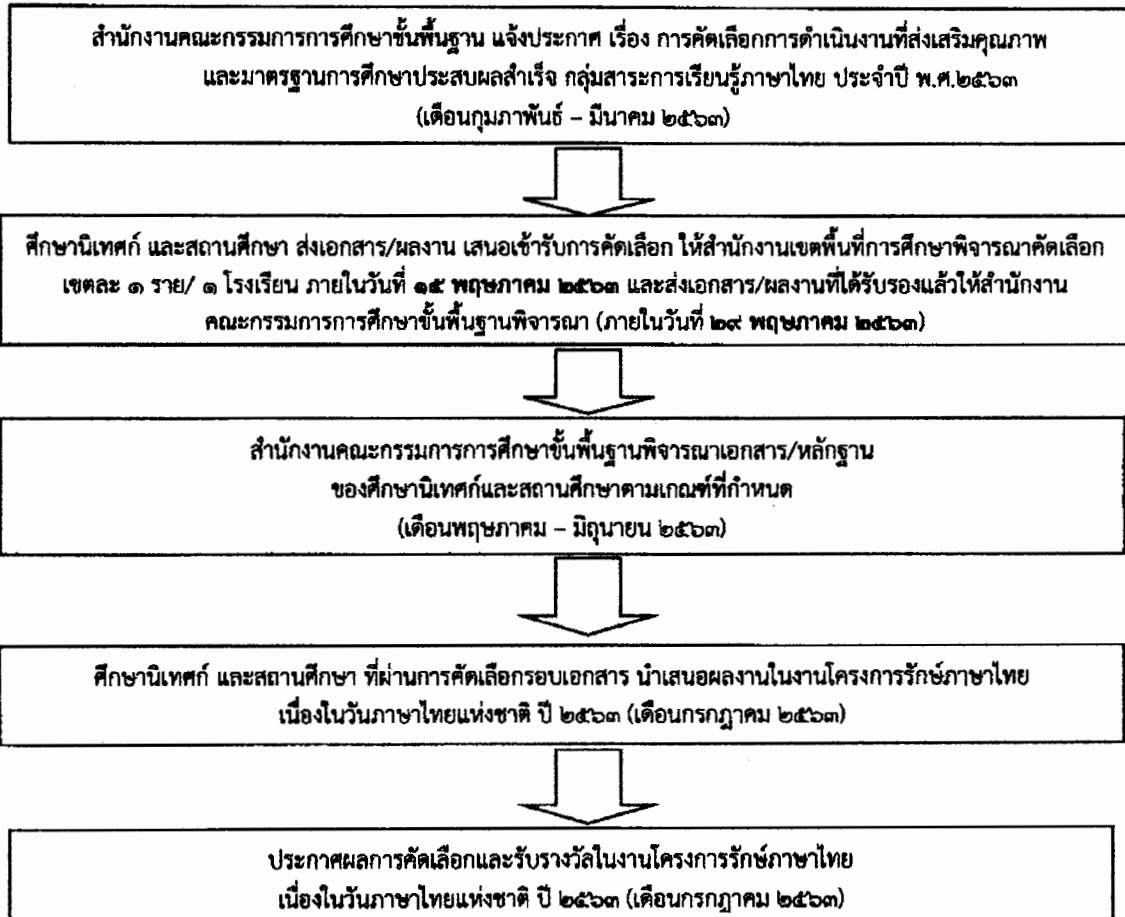 สำนักงานคณะกรรมการการศึกษาขั้นพื้นฐาน แจ้งประกาศ เรื่อง การคัดเลือกการดำเนินงานที่ส่งเสริมคุณภาพ
และมาตรฐานการศึกษาประสบผลสำเร็จ กลุ่มสาระการเรียนรู้ภาษาไทย ประจำปี พ.ศ.๒๕๖๓
(เดือนกุมภาพันธ์ – มีนาคม ๒๕๖๓)
ศึกษานิเทศก์ และสถานศึกษา ส่งเอกสาร/ผลงาน เสนอเข้ารับการคัดเลือก ให้สำนักงานเขตพื้นที่การศึกษาพิจารณาคัดเลือก
เขตละ ๑ ราย/ ๑ โรงเรียน ภายในวันที่ ๑๕ พฤษภาคม ๒๕๖๓ และส่งเอกสาร/ผลงานที่ได้รับรองแล้วให้สำนักงาน
คณะกรรมการการศึกษาขั้นพื้นฐานพิจารณา (ภายในวันที่ ๒๙ พฤษภาคม ๒๕๖๓)
สำนักงานคณะกรรมการการศึกษาขั้นพื้นฐานพิจารณาเอกสาร/หลักฐาน
ของศึกษานิเทศก์และสถานศึกษาตามเกณฑ์ที่กำหนด
(เดือนพฤษภาคม – มิถุนายน ๒๕๖๓)
ศึกษานิเทศก์ และสถานศึกษา ที่ผ่านการคัดเลือกรอบเอกสาร นำเสนอผลงานในงานโครงการรักษ์ภาษาไทย
เนื่องในวันภาษาไทยแห่งชาติ ปี ๒๕๖๓ (เดือนกรกฎาคม ๒๕๖๓)
ประกาศผลการคัดเลือกและรับรางวัลในงานโครงการรักษ์ภาษาไทย
เนื่องในวันภาษาไทยแห่งชาติ ปี ๒๕๖๓ (เดือนกรกฎาคม ๒๕๖๓)